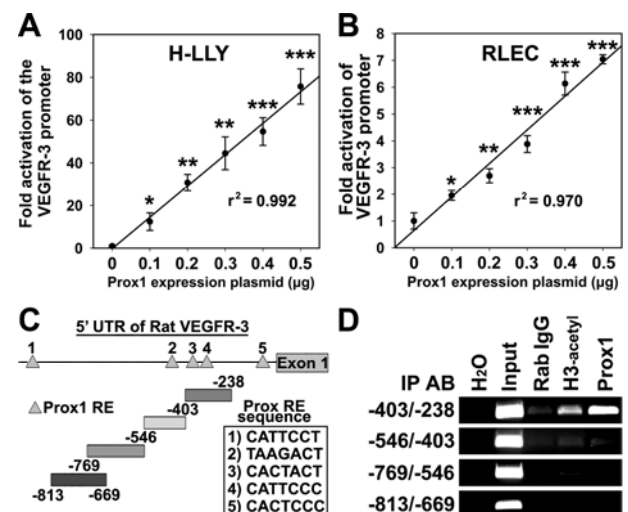 A
H-LLY
Fold activation of the
VEGFR-3 promoter
100
80
60
40
20
0
*
**
**
***
***
r² = 0.992
0 0.1 0.2 0.3 0.4 0.5
Prox1 expression plasmid (µg)
B
RLEC
Fold activation of
VEGFR-3 promoter
8
7
6
5
4
3
2
1
0
*
**
***
***
***
r² = 0.970
0 0.1 0.2 0.3 0.4 0.5
Prox1 expression plasmid (µg)
C
5' UTR of Rat VEGFR-3
1 2 3 4 5
Exon 1
Prox1 RE
-238
-403
-546
-769
-813 -669
Prox RE
sequence
1) CATTCCT
2) TAAGACT
3) CACTACT
4) CATTCCC
5) CACTCCC
D
IP AB
H2O
Input
Rab IgG
H3-acetyl
Prox1
-403/-238
-546/-403
-769/-546
-813/-669